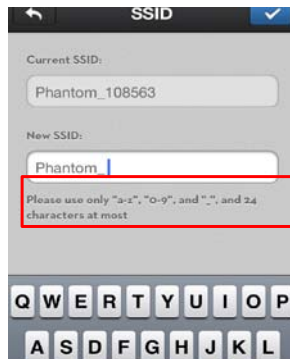 SSID
Current SSID:
Phantom_108563
New SSID:
Phantom_
Please use only "a-z", "0-9", and "_", and 24
characters at most
Q W E R T Y U I O P
A S D F G H J K L